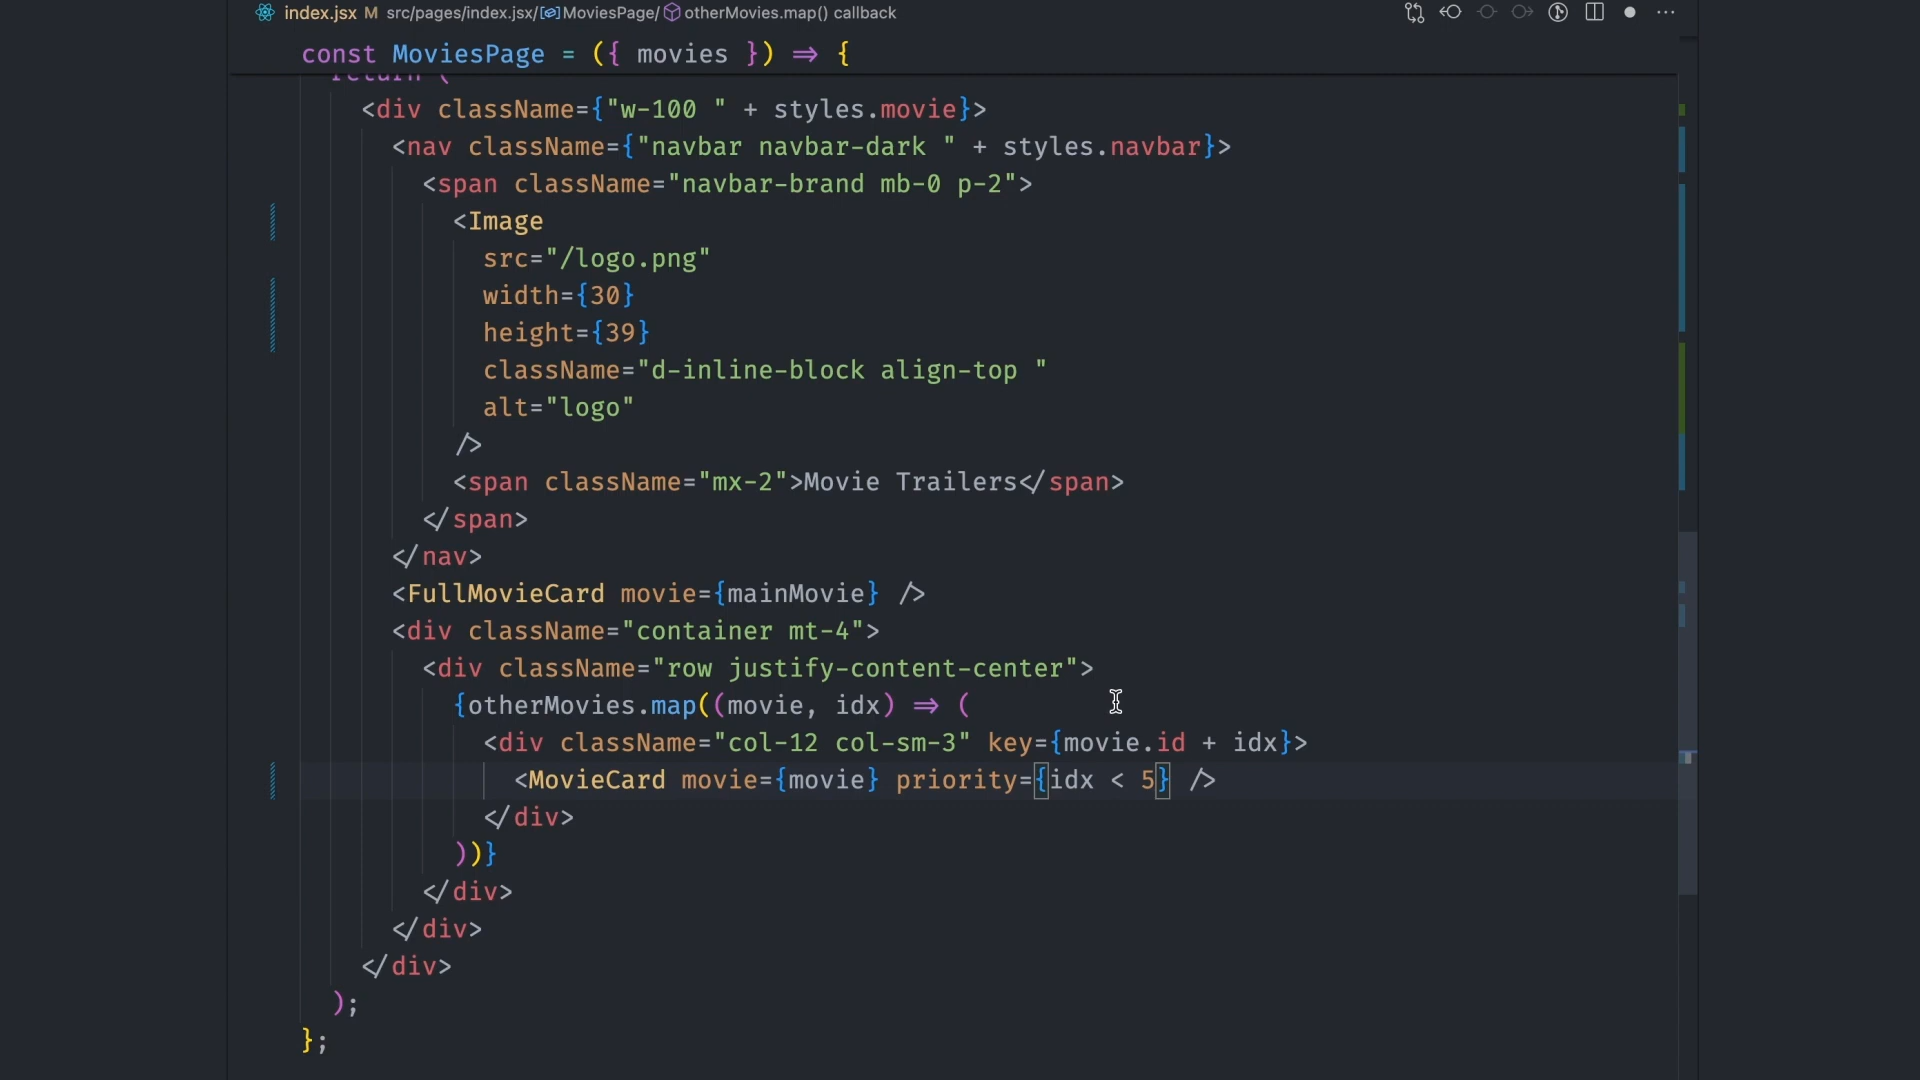 index.jsx M src/pages/index.jsx/MoviesPage/otherMovies.map() callback
const MoviesPage = ({ movies }) => {
return (
<div className={"w-100 " + styles.movie}>
<nav className={"navbar navbar-dark " + styles.navbar}>
<span className="navbar-brand mb-0 p-2">
<Image
src="/logo.png"
width={30}
height={39}
className="d-inline-block align-top "
alt="logo"
/>
<span className="mx-2">Movie Trailers</span>
</span>
</nav>
<FullMovieCard movie={mainMovie} />
<div className="container mt-4">
<div className="row justify-content-center">
{otherMovies.map((movie, idx) => (
<div className="col-12 col-sm-3" key={movie.id + idx}>
<MovieCard movie={movie} priority={idx < 5} />
</div>
))}
</div>
</div>
</div>
);
};